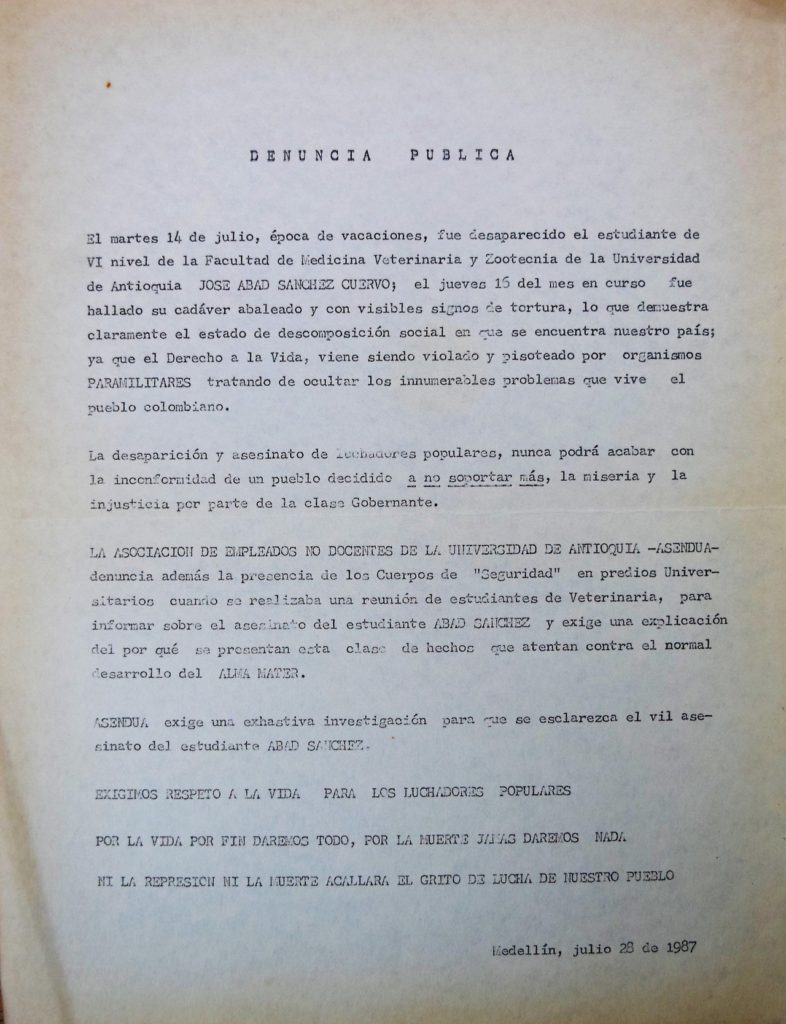 DENUNCIA PUBLICA
El martes 14 de julio, época de vacaciones, fue desaparecido el estudiante de
VI nivel de la Facultad de Medicina Veterinaria y Zootecnia de la Universidad
de Antioquia JOSE ABAD SANCHEZ CUERVO; el jueves 16 del mes en curso fue
hallado su cadáver abaleado y con visibles signos de tortura, lo que demuestra
claramente el estado de descomposición social en que se encuentra nuestro país;
ya que el Derecho a la Vida, viene siendo violado y pisoteado por organismos
PARAMILITARES tratando de ocultar los innumerables problemas que vive el
pueblo colombiano.
La desaparición y asesinato de luchadores populares, nunca podrá acabar con
la inconformidad de un pueblo decidido a no soportar más, la miseria y la
injusticia por parte de la clase Gobernante.
LA ASOCIACION DE EMPLEADOS NO DOCENTES DE LA UNIVERSIDAD DE ANTIOQUIA -ASENDUA-
denuncia además la presencia de los Cuerpos de "Seguridad" en predios Univer-
sitarios cuando se realizaba una reunión de estudiantes de Veterinaria, para
informar sobre el asesinato del estudiante ABAD SANCHEZ y exige una explicación
del por qué se presentan esta clase de hechos que atentan contra el normal
desarrollo del ALMA MATER.
ASENDUA exige una exhastiva investigación para que se esclarezca el vil ase-
sinato del estudiante ABAD SANCHEZ.
EXIGIMOS RESPETO A LA VIDA PARA LOS LUCHADORES POPULARES
POR LA VIDA POR FIN DAREMOS TODO, POR LA MUERTE JAMAS DAREMOS NADA
NI LA REPRESION NI LA MUERTE ACALLARA EL GRITO DE LUCHA DE NUESTRO PUEBLO
Medellín, julio 28 de 1987